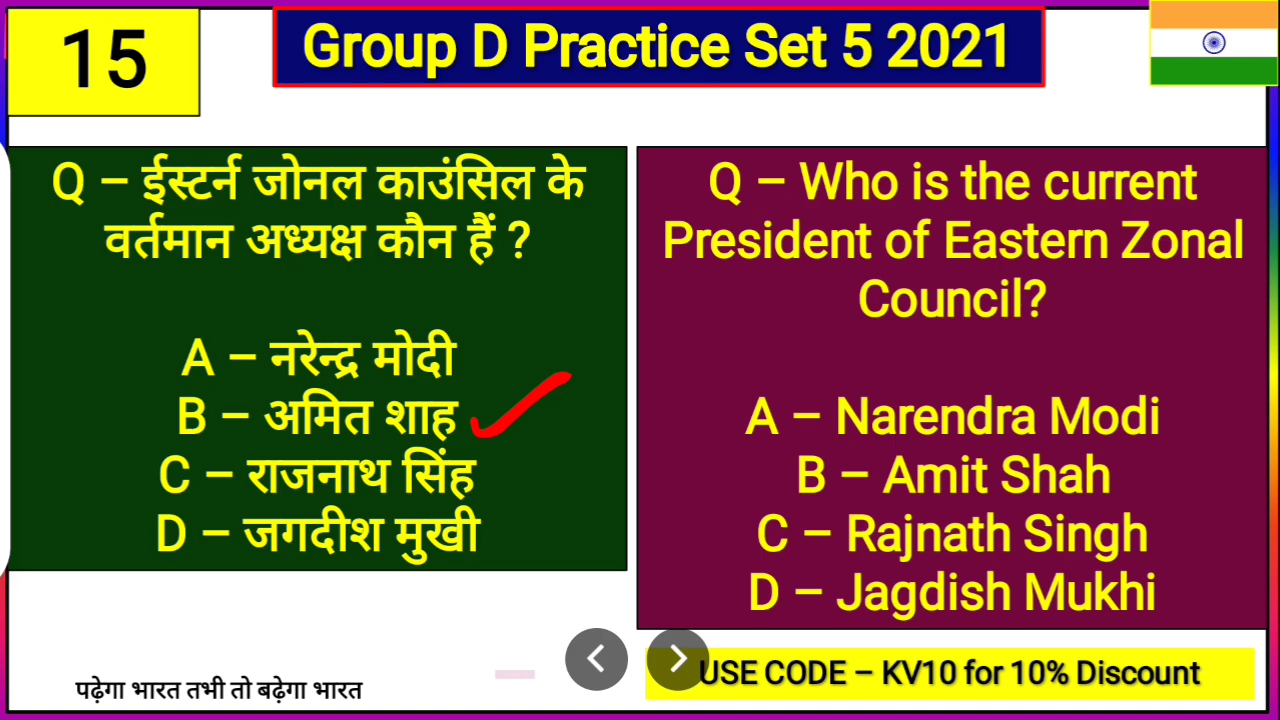 15
Group D Practice Set 5 2021
Q – ईस्टर्न जोनल काउंसिल के
वर्तमान अध्यक्ष कौन हैं ?
A – नरेन्द्र मोदी
B – अमित शाह
C – राजनाथ सिंह
D – जगदीश मुखी
Q – Who is the current
President of Eastern Zonal
Council?
A – Narendra Modi
B – Amit Shah
C – Rajnath Singh
D – Jagdish Mukhi
पढ़ेगा भारत तभी तो बढ़ेगा भारत
USE CODE – KV10 for 10% Discount